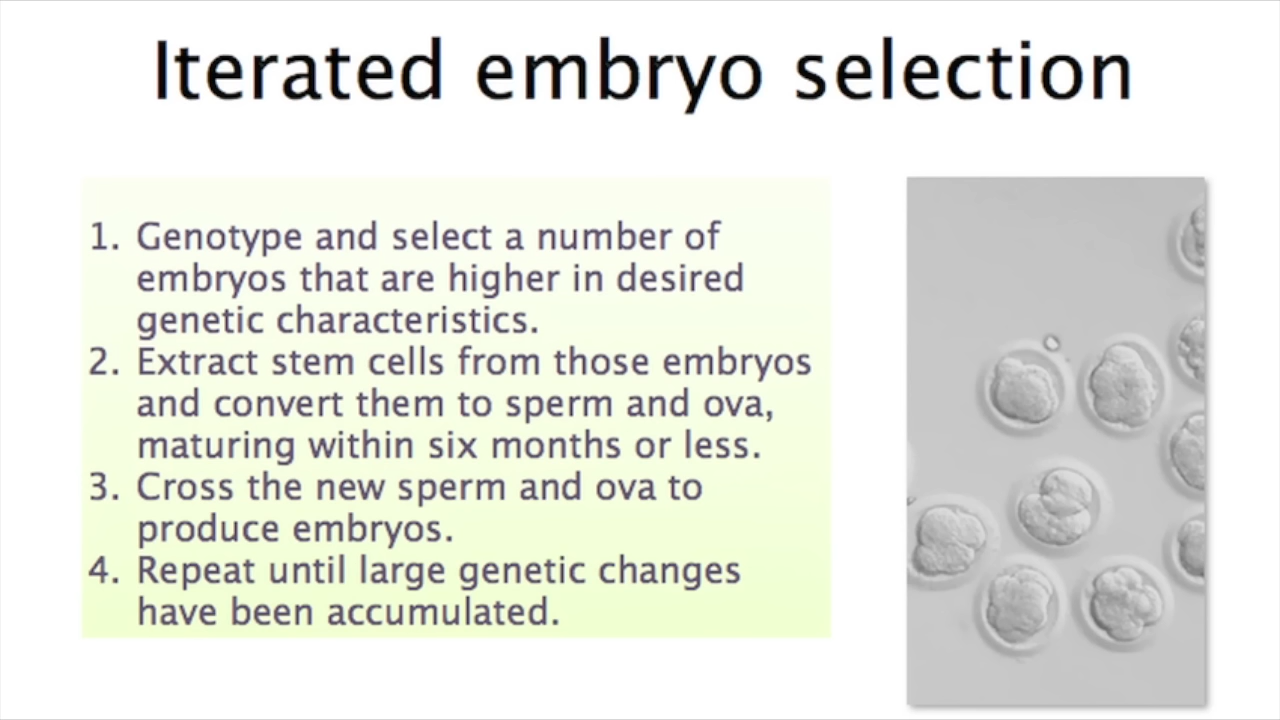 Iterated embryo selection
1. Genotype and select a number of
embryos that are higher in desired
genetic characteristics.
2. Extract stem cells from those embryos
and convert them to sperm and ova,
maturing within six months or less.
3. Cross the new sperm and ova to
produce embryos.
4. Repeat until large genetic changes
have been accumulated.